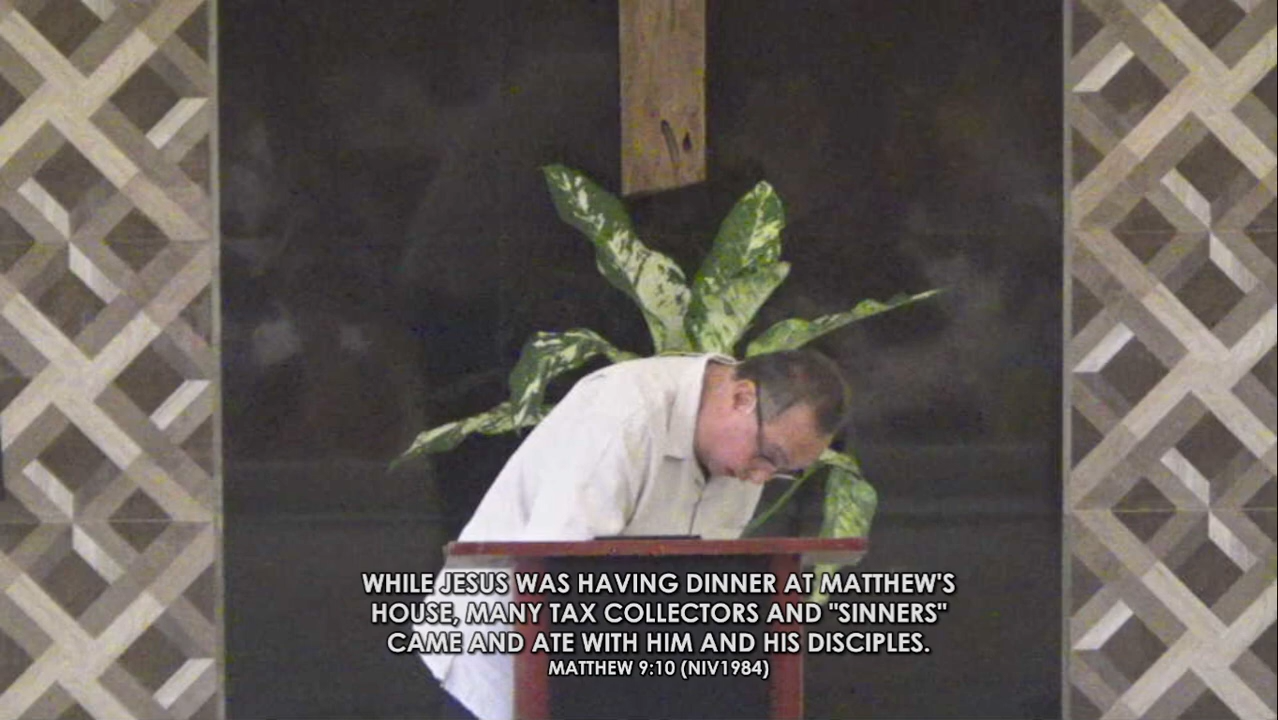 WHILE JESUS WAS HAVING DINNER AT MATTHEW'S
HOUSE, MANY TAX COLLECTORS AND "SINNERS"
CAME AND ATE WITH HIM AND HIS DISCIPLES.
MATTHEW 9:10 (NIV1984)